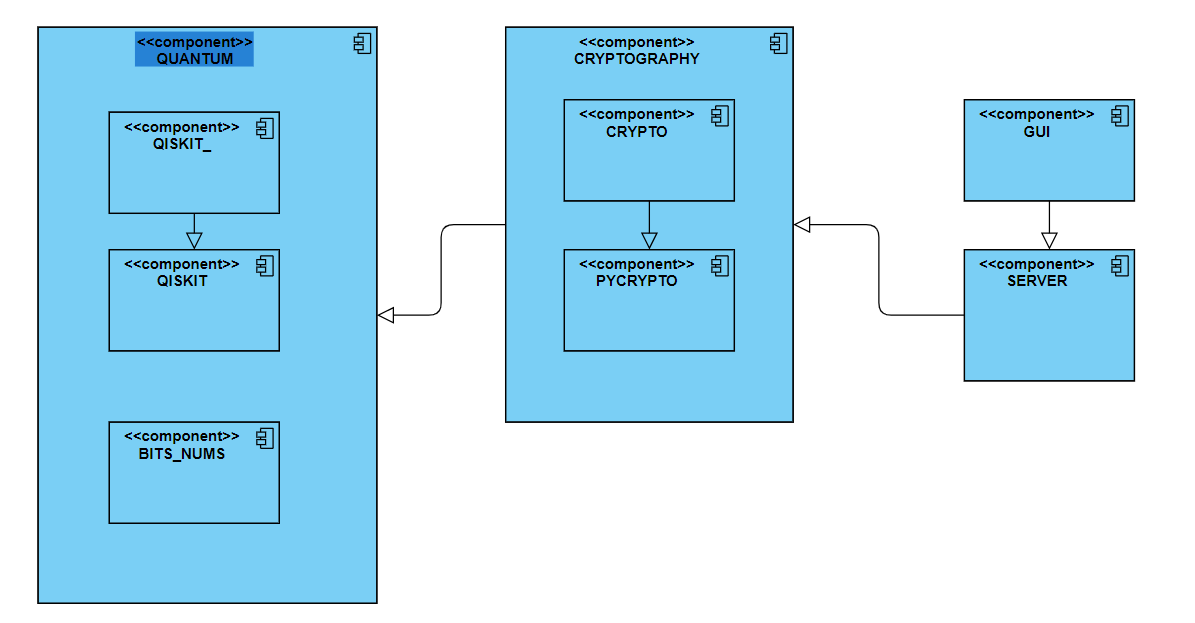 <<component>>
QUANTUM
<<component>>
QISKIT_
<<component>>
QISKIT
<<component>>
BITS_NUMS
<<component>>
CRYPTOGRAPHY
<<component>>
CRYPTO
<<component>>
PYCRYPTO
<<component>>
GUI
<<component>>
SERVER